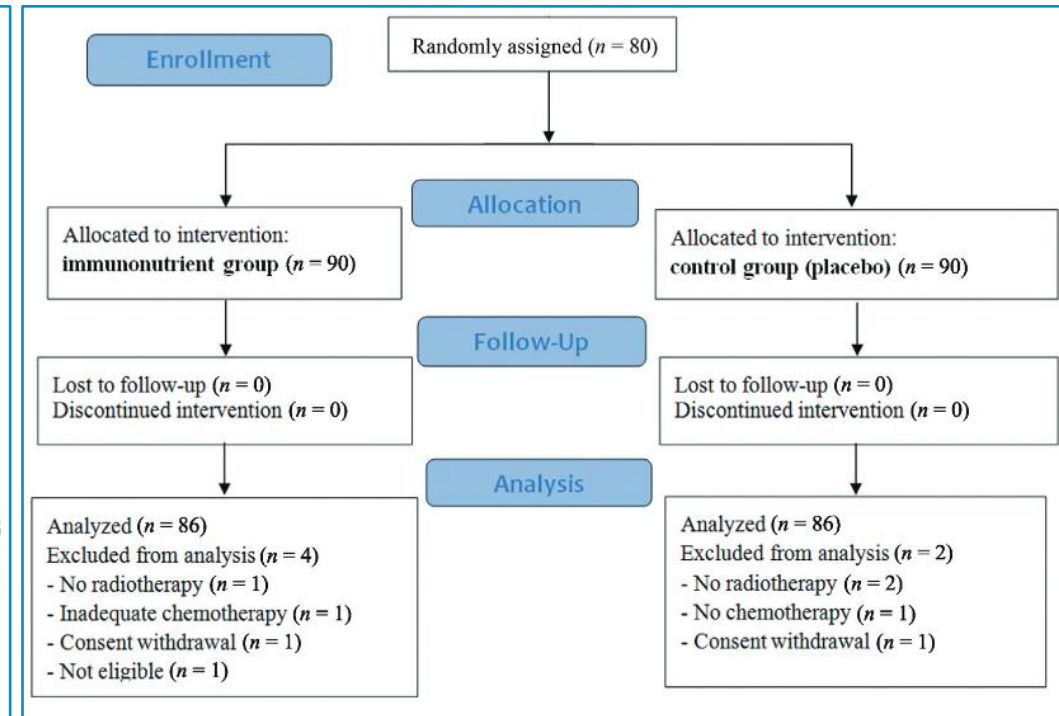 Enrollment
Randomly assigned (n = 80)
Allocation
Allocated to intervention:
immunonutrient group (n = 90)
Allocated to intervention:
control group (placebo) (n = 90)
Follow-Up
Lost to follow-up (n = 0)
Discontinued intervention (n = 0)
Lost to follow-up (n = 0)
Discontinued intervention (n = 0)
Analysis
Analyzed (n = 86)
Excluded from analysis (n = 4)
- No radiotherapy (n = 1)
- Inadequate chemotherapy (n = 1)
- Consent withdrawal (n = 1)
- Not eligible (n = 1)
Analyzed (n = 86)
Excluded from analysis (n = 2)
- No radiotherapy (n = 2)
- No chemotherapy (n = 1)
- Consent withdrawal (n = 1)